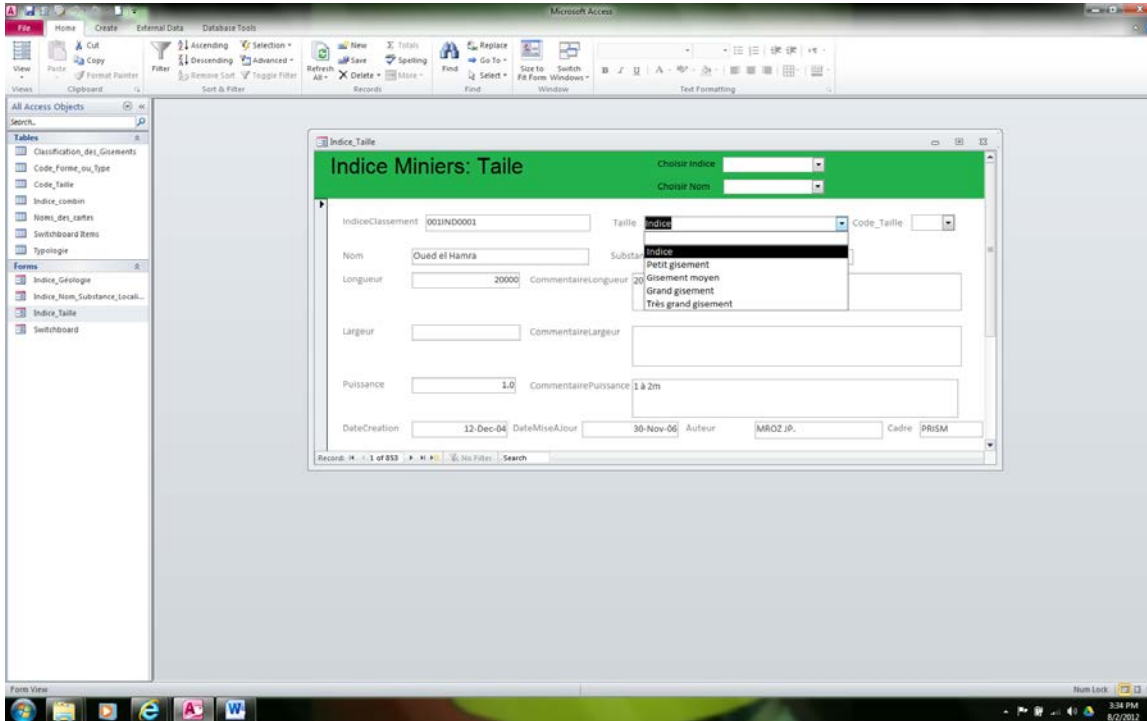 Microsoft Access
File Home Create External Data Database Tools
View Paste Cut Copy Format Painter Filter Ascending Descending Remove Sort Selection Advanced Toggle Filter Refresh All New Save Delete Totals Spelling More Find Replace Go To Select Size to Fit Form Switch Windows B I U A
Views Clipboard Sort & Filter Records Find Window Text Formatting
All Access Objects
Search..
Tables
Classification_des_Gisements
Code_Forme_ou_Type
Code_Taille
Indice_combin
Noms_des_cartes
Switchboard Items
Typologie
Forms
Indice_Géologie
Indice_Nom_Substance_Locali...
Indice_Taille
Switchboard
Indice_Taille
Indice Miniers: Taile
Choisir Indice
Choisir Nom
IndiceClassement 001IND0001 Taille Indice Code_Taille
Indice
Petit gisement
Gisement moyen
Grand gisement
Très grand gisement
Nom Oued el Hamra Substan
Longueur 20000 CommentaireLongueur 20
Largeur CommentaireLargeur
Puissance 1.0 CommentairePuissance 1 à 2m
DateCreation 12-Dec-04 DateMiseAJour 30-Nov-06 Auteur MROZ JP. Cadre PRISM
Record: 1 of 853 No Filter Search
Form View Num Lock
3:34 PM
8/2/2012